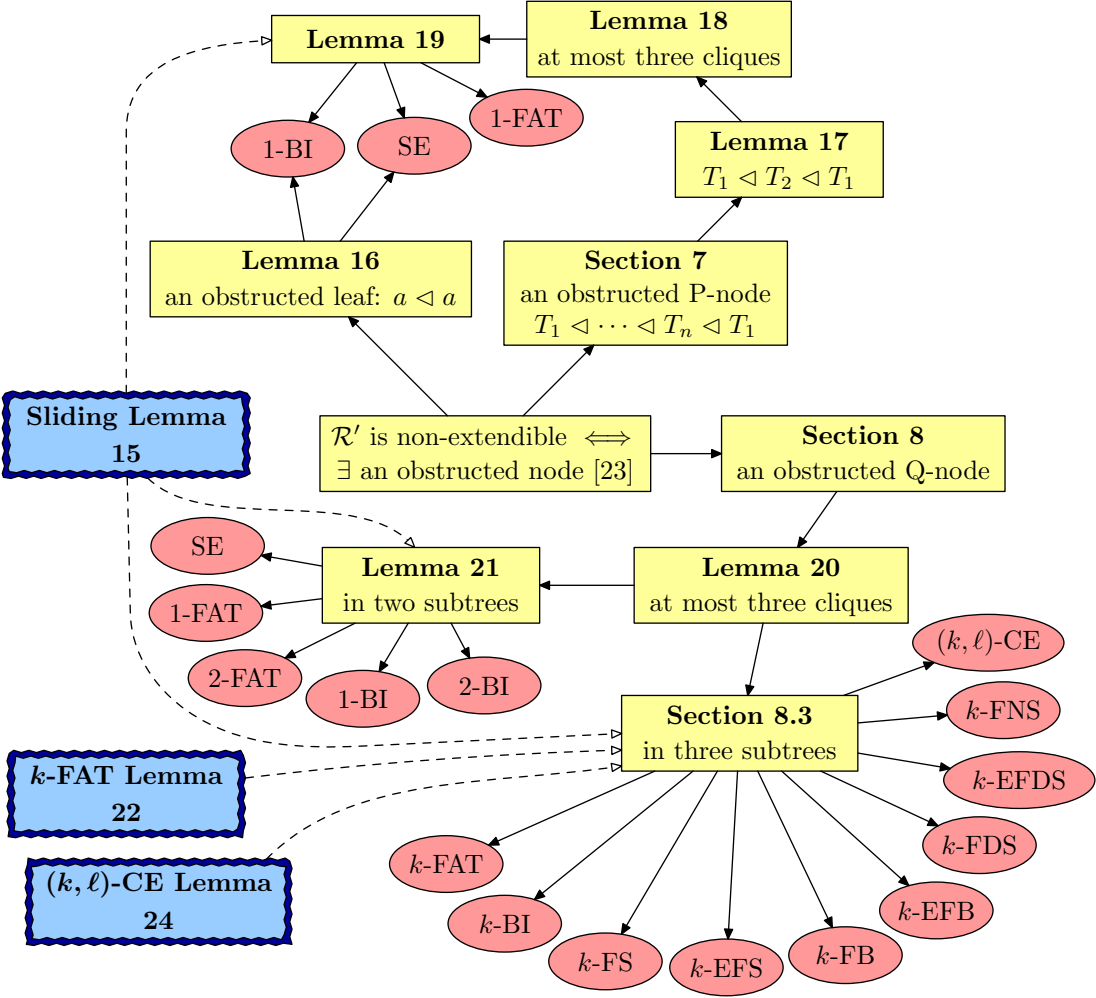 Lemma 19
Lemma 18
at most three cliques
1-BI
SE
1-FAT
Lemma 17
T₁ ◁ T₂ ◁ T₁
Lemma 16
an obstructed leaf: a ◁ a
Section 7
an obstructed P-node
T₁ ◁ ⋯ ◁ Tₙ ◁ T₁
Sliding Lemma
15
ℛ′ is non-extendible ⟺
∃ an obstructed node [23]
Section 8
an obstructed Q-node
SE
1-FAT
2-FAT
1-BI
2-BI
Lemma 21
in two subtrees
Lemma 20
at most three cliques
Section 8.3
in three subtrees
(k, ℓ)-CE
k-FNS
k-EFDS
k-FDS
k-EFB
k-FB
k-EFS
k-FS
k-BI
k-FAT
k-FAT Lemma
22
(k, ℓ)-CE Lemma
24